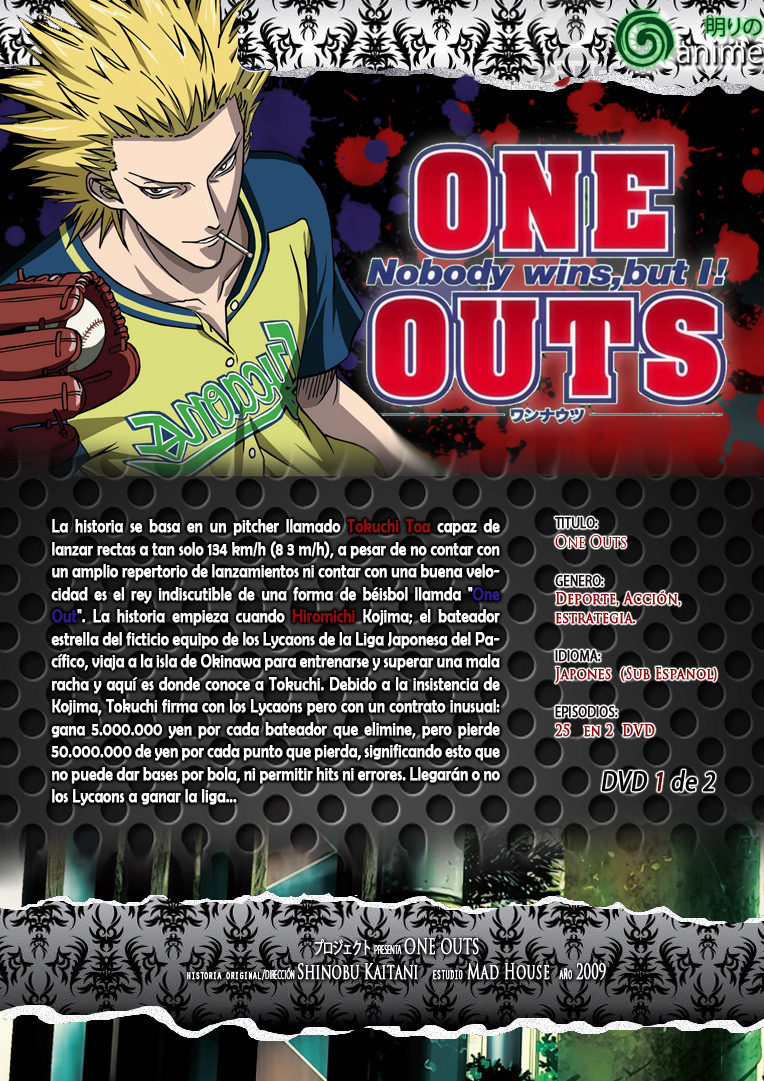 明りの
anime
ONE
Nobody wins, but I!
OUTS
ワンナウツ
La historia se basa en un pitcher llamado Tokuchi Toa capaz de
lanzar rectas a tan solo 134 km/h (8 3 m/h), a pesar de no contar con
un amplio repertorio de lanzamientos ni contar con una buena velo-
cidad es el rey indiscutible de una forma de béisbol llamda "One
Out". La historia empieza cuando Hiromichi Kojima; el bateador
estrella del ficticio equipo de los Lycaons de la Liga Japonesa del Pa-
cífico, viaja a la isla de Okinawa para entrenarse y superar una mala
racha y aquí es donde conoce a Tokuchi. Debido a la insistencia de
Kojima, Tokuchi firma con los Lycaons pero con un contrato inusual:
gana 5.000.000 yen por cada bateador que elimine, pero pierde
50.000.000 de yen por cada punto que pierda, significando esto que
no puede dar bases por bola, ni permitir hits ni errores. Llegarán o no
los Lycaons a ganar la liga...
TITULO:
ONE OUTS
GENERO:
DEPORTE, ACCIÓN,
ESTRATEGIA.
IDIOMA:
JAPONES (SUB ESPANOL)
EPISODIOS:
25 EN 2 DVD
DVD 1 de 2
プロジェクト PRESENTA ONE OUTS
HISTORIA ORIGINAL/DIRECCIÓN SHINOBU KAITANI ESTUDIO MAD HOUSE AÑO 2009